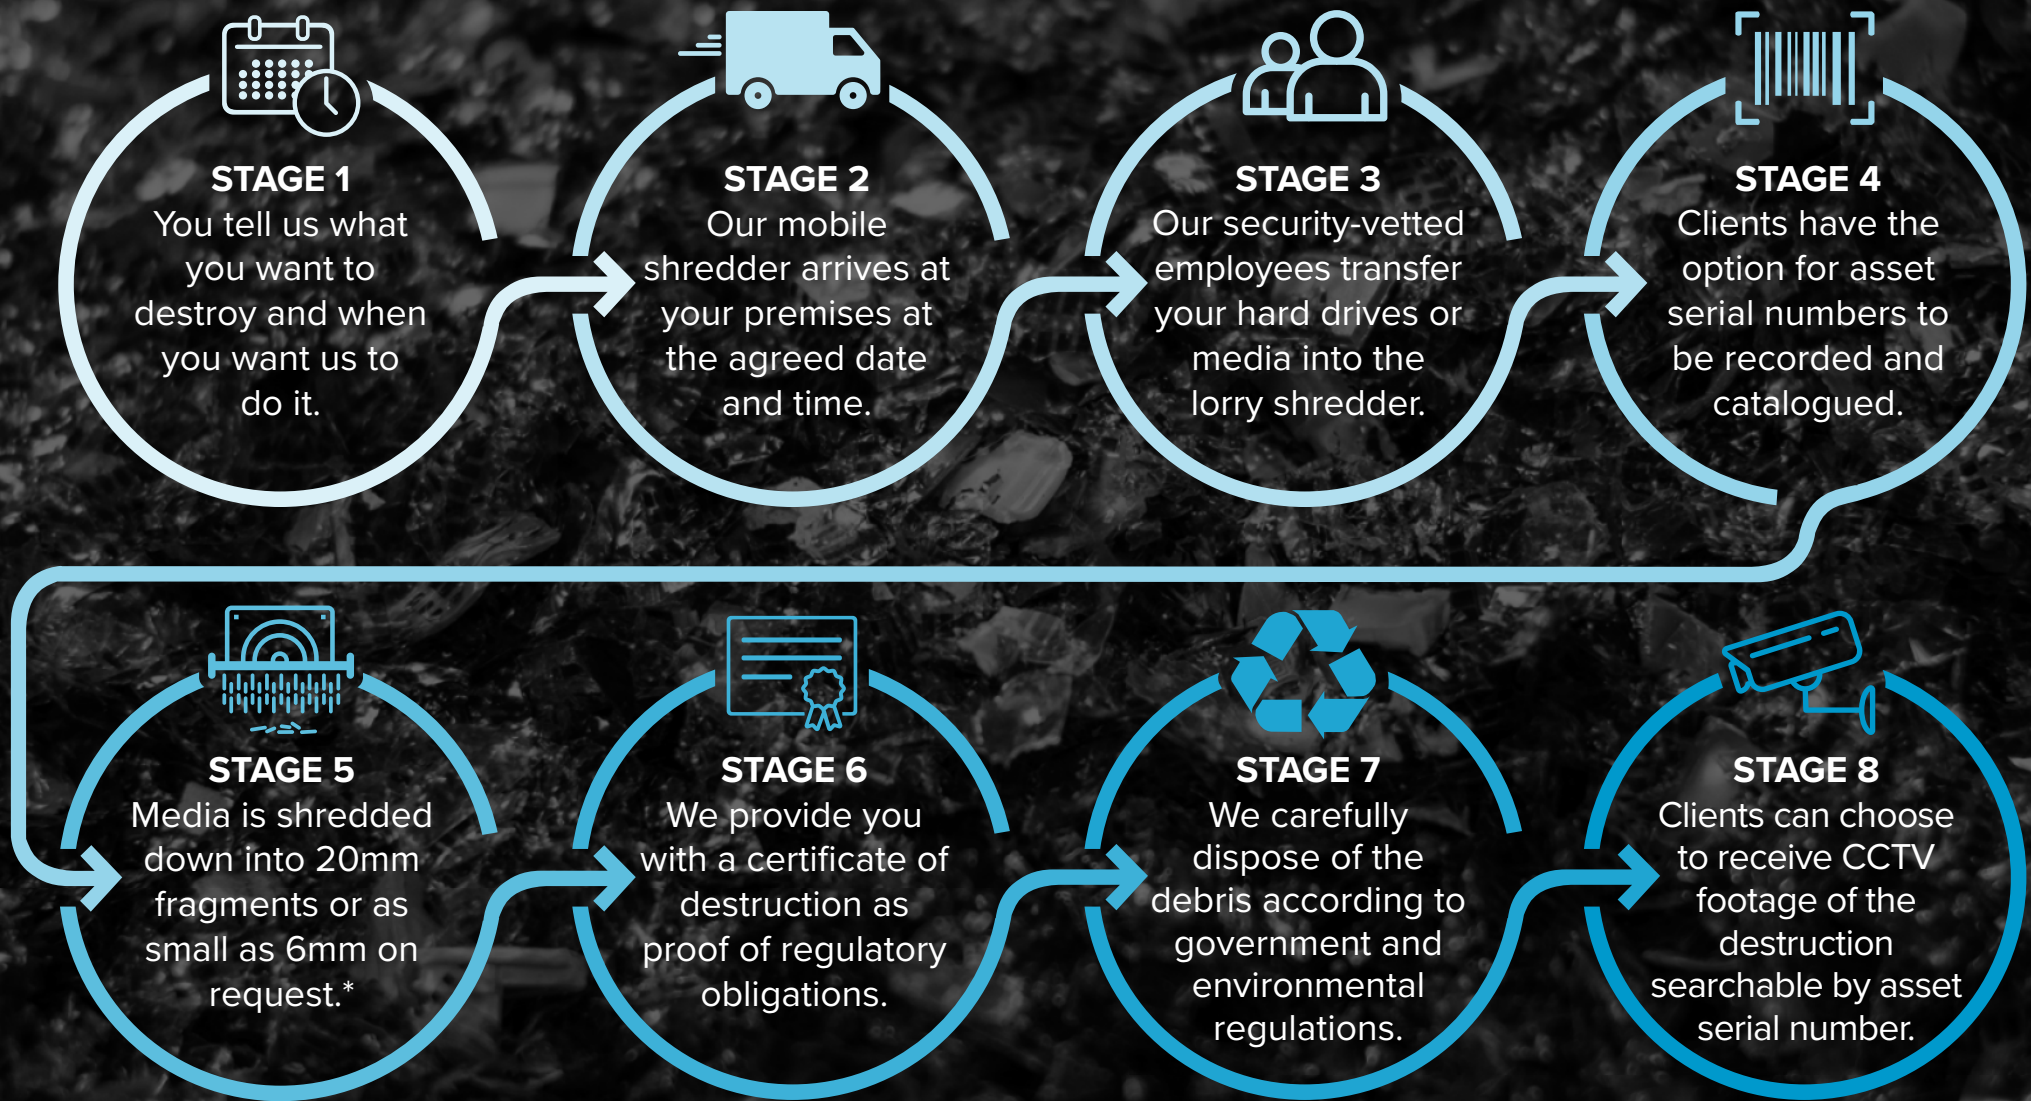 STAGE 1
You tell us what
you want to
destroy and when
you want us to
do it.
STAGE 2
Our mobile
shredder arrives at
your premises at
the agreed date
and time.
STAGE 3
Our security-vetted
employees transfer
your hard drives or
media into the
lorry shredder.
STAGE 4
Clients have the
option for asset
serial numbers to
be recorded and
catalogued.
STAGE 5
Media is shredded
down into 20mm
fragments or as
small as 6mm on
request.*
STAGE 6
We provide you
with a certificate of
destruction as
proof of regulatory
obligations.
STAGE 7
We carefully
dispose of the
debris according to
government and
environmental
regulations.
STAGE 8
Clients can choose
to receive CCTV
footage of the
destruction
searchable by asset
serial number.